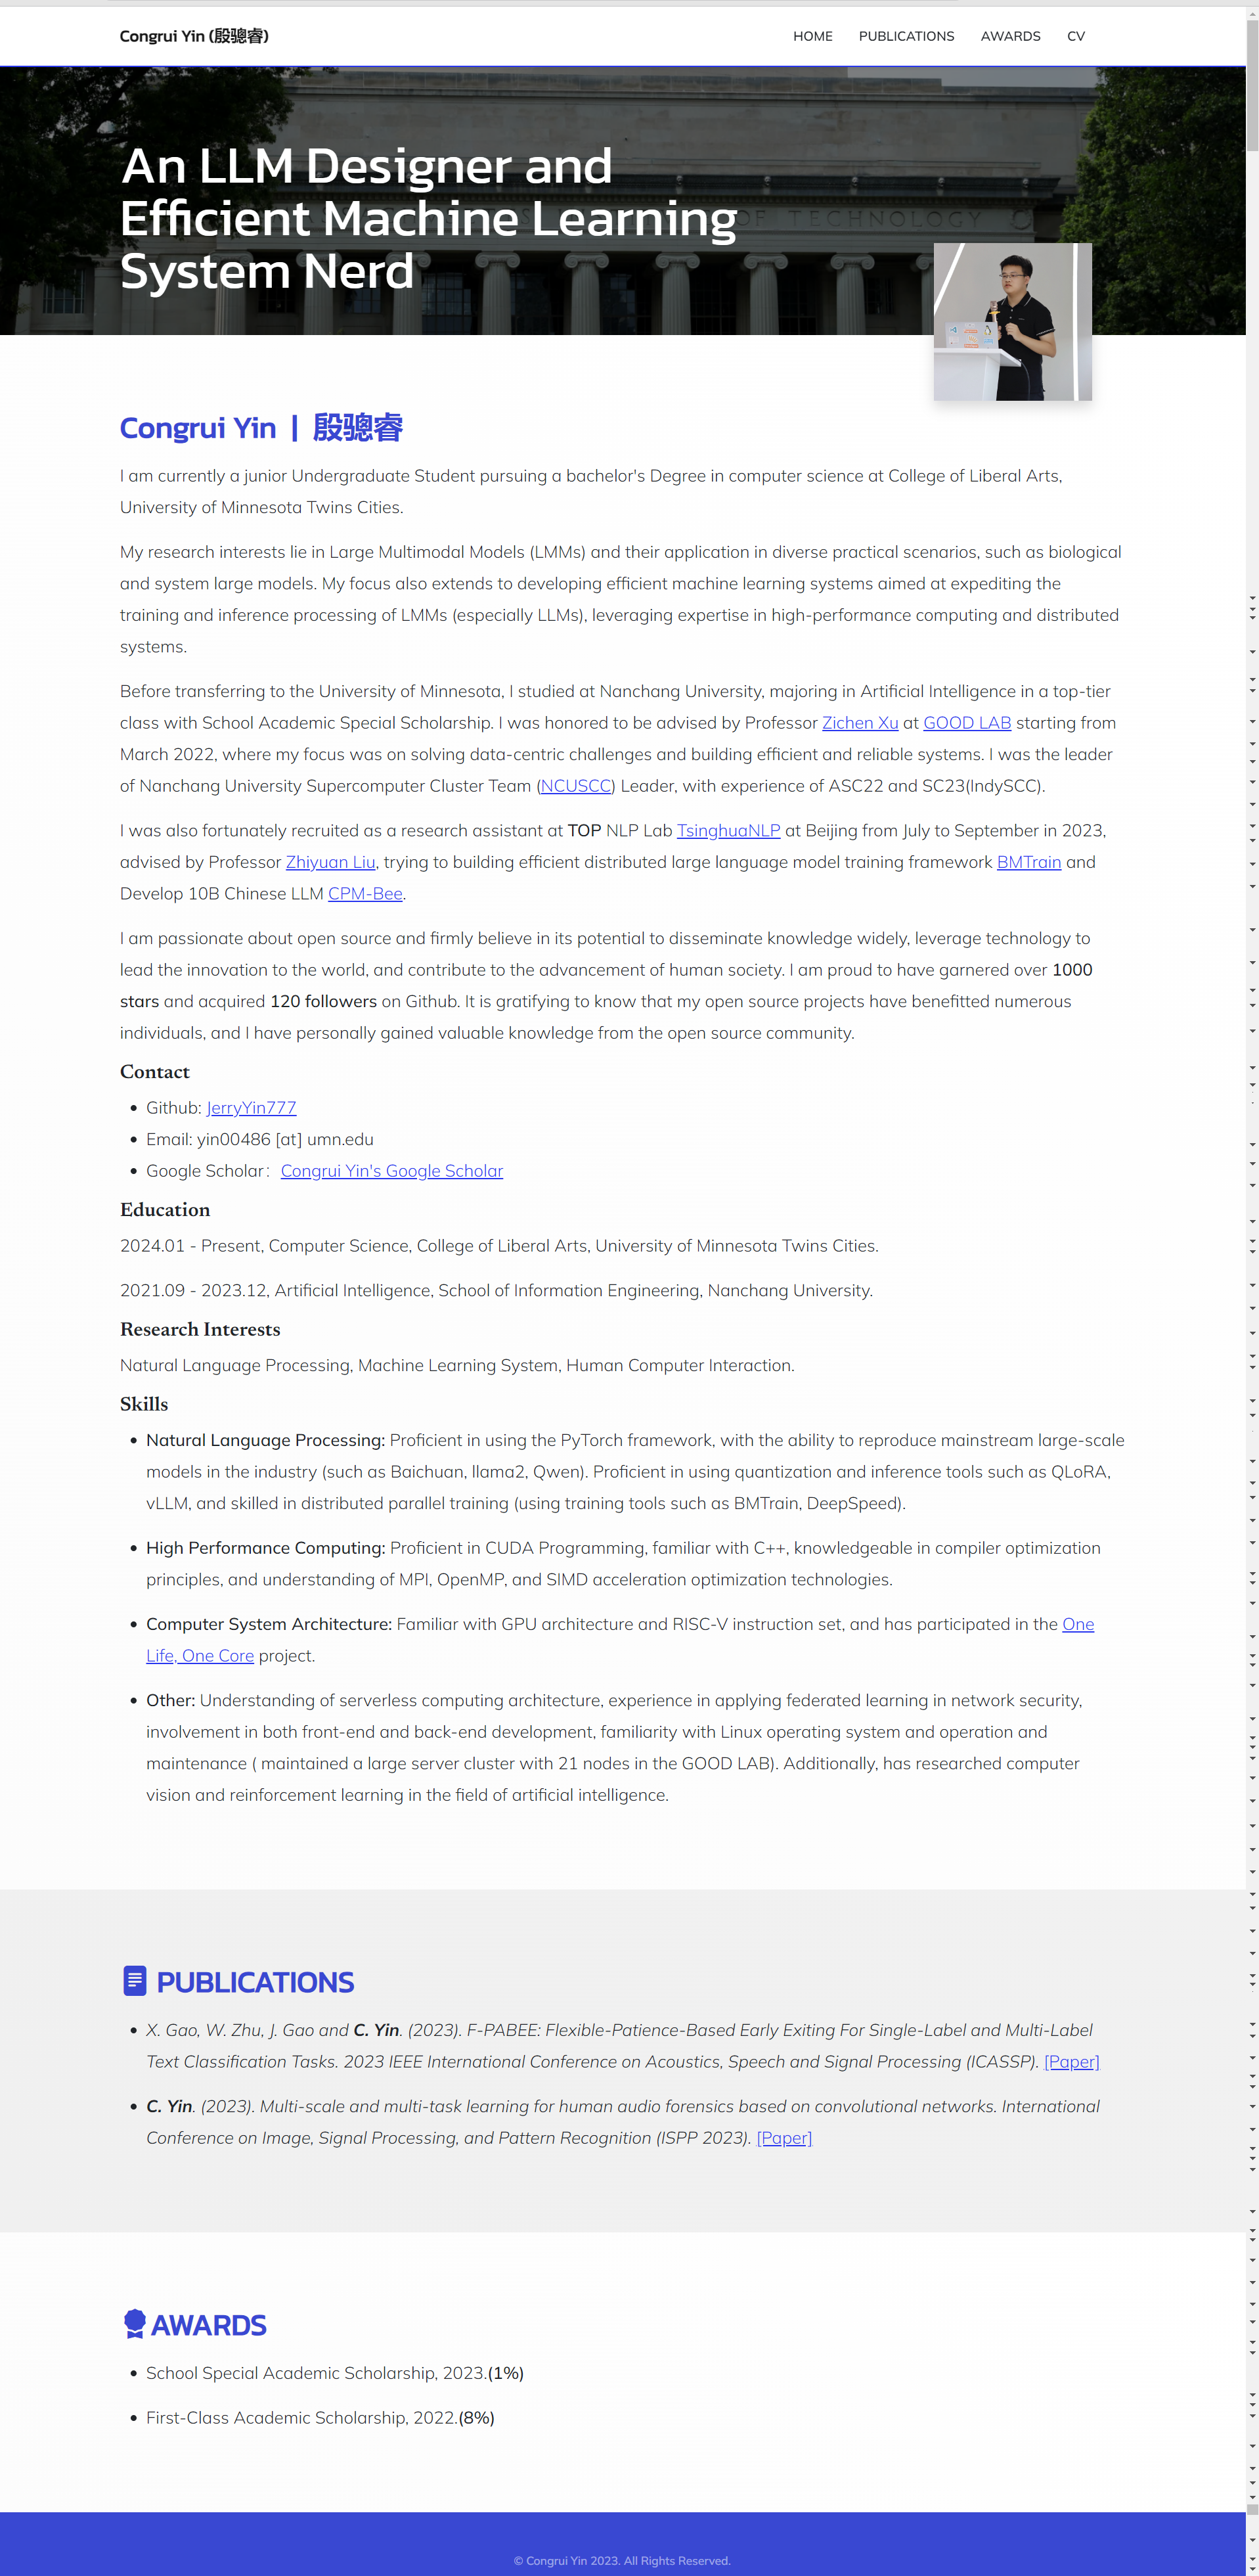 Congrui Yin (殷骢睿)
HOME PUBLICATIONS AWARDS CV
An LLM Designer and
Efficient Machine Learning
System Nerd
OF TECHNOLOGY
Congrui Yin | 殷骢睿
I am currently a junior Undergraduate Student pursuing a bachelor's Degree in computer science at College of Liberal Arts,
University of Minnesota Twins Cities.
My research interests lie in Large Multimodal Models (LMMs) and their application in diverse practical scenarios, such as biological
and system large models. My focus also extends to developing efficient machine learning systems aimed at expediting the
training and inference processing of LMMs (especially LLMs), leveraging expertise in high-performance computing and distributed
systems.
Before transferring to the University of Minnesota, I studied at Nanchang University, majoring in Artificial Intelligence in a top-tier
class with School Academic Special Scholarship. I was honored to be advised by Professor Zichen Xu at GOOD LAB starting from
March 2022, where my focus was on solving data-centric challenges and building efficient and reliable systems. I was the leader
of Nanchang University Supercomputer Cluster Team (NCUSCC) Leader, with experience of ASC22 and SC23(IndySCC).
I was also fortunately recruited as a research assistant at TOP NLP Lab TsinghuaNLP at Beijing from July to September in 2023,
advised by Professor Zhiyuan Liu, trying to building efficient distributed large language model training framework BMTrain and
Develop 10B Chinese LLM CPM-Bee.
I am passionate about open source and firmly believe in its potential to disseminate knowledge widely, leverage technology to
lead the innovation to the world, and contribute to the advancement of human society. I am proud to have garnered over 1000
stars and acquired 120 followers on Github. It is gratifying to know that my open source projects have benefitted numerous
individuals, and I have personally gained valuable knowledge from the open source community.
Contact
• Github: JerryYin777
• Email: yin00486 [at] umn.edu
• Google Scholar： Congrui Yin's Google Scholar
Education
2024.01 - Present, Computer Science, College of Liberal Arts, University of Minnesota Twins Cities.
2021.09 - 2023.12, Artificial Intelligence, School of Information Engineering, Nanchang University.
Research Interests
Natural Language Processing, Machine Learning System, Human Computer Interaction.
Skills
• Natural Language Processing: Proficient in using the PyTorch framework, with the ability to reproduce mainstream large-scale
models in the industry (such as Baichuan, llama2, Qwen). Proficient in using quantization and inference tools such as QLoRA,
vLLM, and skilled in distributed parallel training (using training tools such as BMTrain, DeepSpeed).
• High Performance Computing: Proficient in CUDA Programming, familiar with C++, knowledgeable in compiler optimization
principles, and understanding of MPI, OpenMP, and SIMD acceleration optimization technologies.
• Computer System Architecture: Familiar with GPU architecture and RISC-V instruction set, and has participated in the One
Life, One Core project.
• Other: Understanding of serverless computing architecture, experience in applying federated learning in network security,
involvement in both front-end and back-end development, familiarity with Linux operating system and operation and
maintenance ( maintained a large server cluster with 21 nodes in the GOOD LAB). Additionally, has researched computer
vision and reinforcement learning in the field of artificial intelligence.
PUBLICATIONS
• X. Gao, W. Zhu, J. Gao and C. Yin. (2023). F-PABEE: Flexible-Patience-Based Early Exiting For Single-Label and Multi-Label
Text Classification Tasks. 2023 IEEE International Conference on Acoustics, Speech and Signal Processing (ICASSP). [Paper]
• C. Yin. (2023). Multi-scale and multi-task learning for human audio forensics based on convolutional networks. International
Conference on Image, Signal Processing, and Pattern Recognition (ISPP 2023). [Paper]
AWARDS
• School Special Academic Scholarship, 2023.(1%)
• First-Class Academic Scholarship, 2022.(8%)
© Congrui Yin 2023. All Rights Reserved.